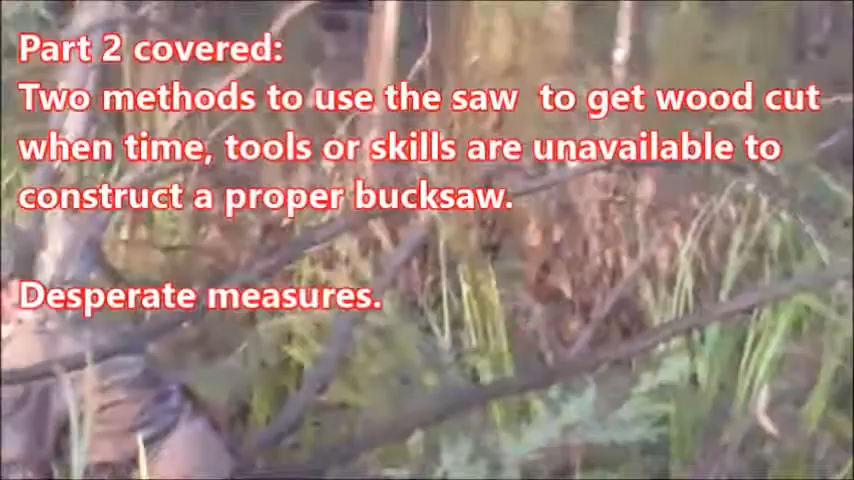 Part 2 covered:
Two methods to use the saw  to get wood cut
when time, tools or skills are unavailable to
construct a proper bucksaw.
Desperate measures.